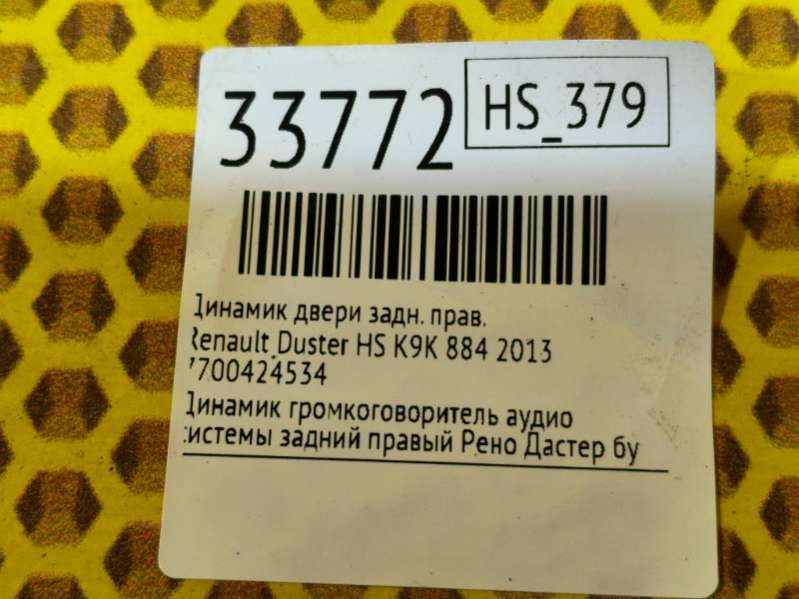 33772
HS_379
Динамик двери задн. прав.
Renault Duster HS K9K 884 2013
7700424534
Динамик громкоговоритель аудио
системы задний правый Рено Дастер бу